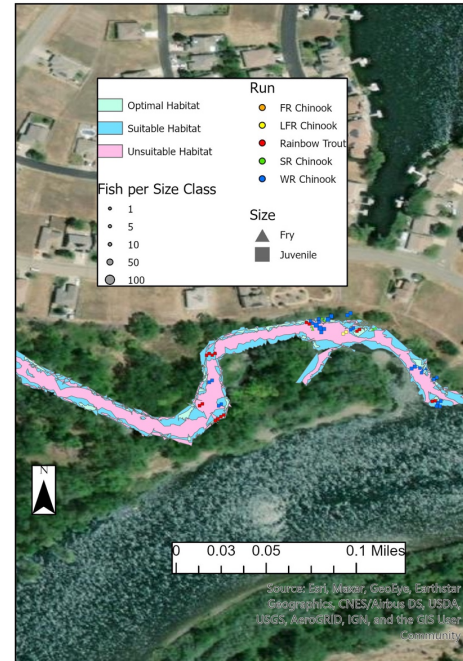 Optimal Habitat
Suitable Habitat
Unsuitable Habitat
Fish per Size Class
1
5
10
50
100
Run
FR Chinook
LFR Chinook
Rainbow Trout
SR Chinook
WR Chinook
Size
Fry
Juvenile
N
0 0.03 0.05 0.1 Miles
Source: Esri, Maxar, GeoEye, Earthstar
Geographics, CNES/Airbus DS, USDA,
USGS, AeroGRID, IGN, and the GIS User
Community